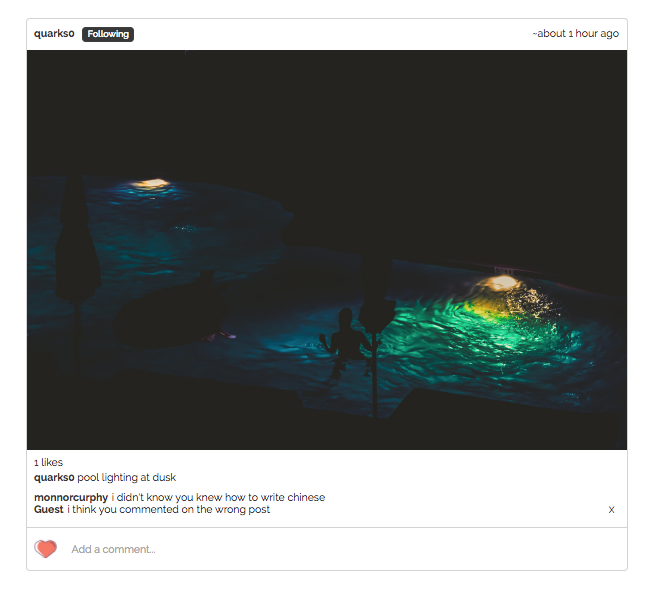 quarks0 Following ~about 1 hour ago
1 likes
quarks0 pool lighting at dusk
monnorcurphy i didn't know you knew how to write chinese
Guest i think you commented on the wrong post X
Add a comment...